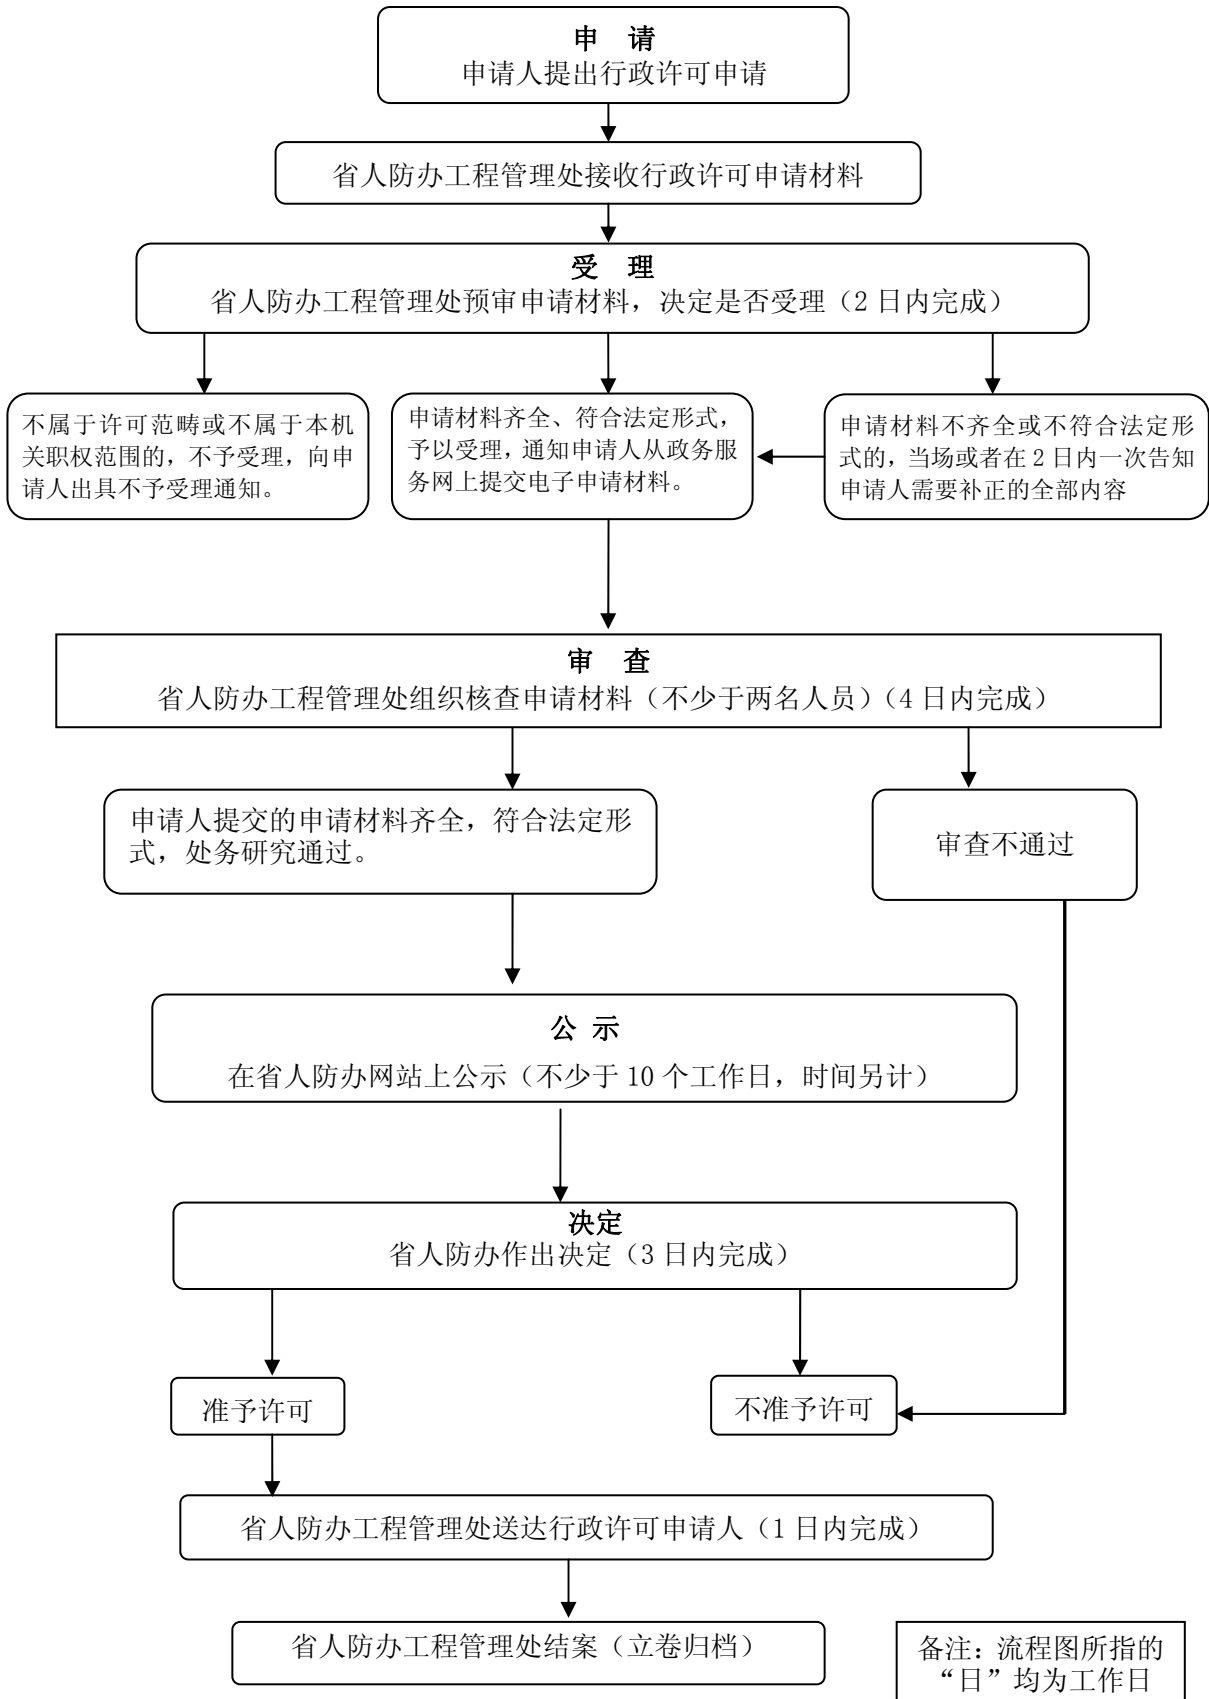 申 请
申请人提出行政许可申请
省人防办工程管理处接收行政许可申请材料
受 理
省人防办工程管理处预审申请材料，决定是否受理（2 日内完成）
不属于许可范畴或不属于本机
关职权范围的，不予受理，向申
请人出具不予受理通知。
申请材料齐全、符合法定形式，
予以受理，通知申请人从政务服
务网上提交电子申请材料。
申请材料不齐全或不符合法定形
式的，当场或者在 2 日内一次告知
申请人需要补正的全部内容
审 查
省人防办工程管理处组织核查申请材料（不少于两名人员）（4 日内完成）
申请人提交的申请材料齐全，符合法定形
式，处务研究通过。
审查不通过
公 示
在省人防办网站上公示（不少于 10 个工作日，时间另计）
决定
省人防办作出决定（3 日内完成）
准予许可
不准予许可
省人防办工程管理处送达行政许可申请人（1 日内完成）
省人防办工程管理处结案（立卷归档）
备注：流程图所指的
“日”均为工作日